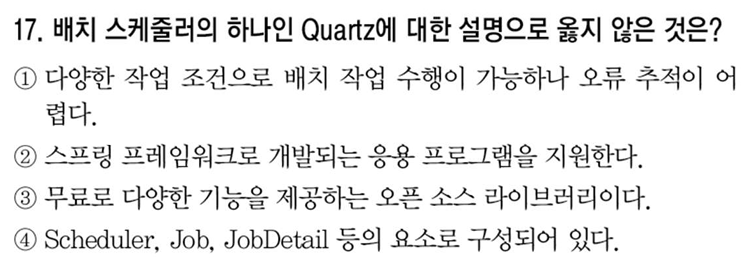 17. 배치 스케줄러의 하나인 Quartz에 대한 설명으로 옳지 않은 것은?
① 다양한 작업 조건으로 배치 작업 수행이 가능하나 오류 추적이 어
렵다.
② 스프링 프레임워크로 개발되는 응용 프로그램을 지원한다.
③ 무료로 다양한 기능을 제공하는 오픈 소스 라이브러리이다.
④ Scheduler, Job, JobDetail 등의 요소로 구성되어 있다.